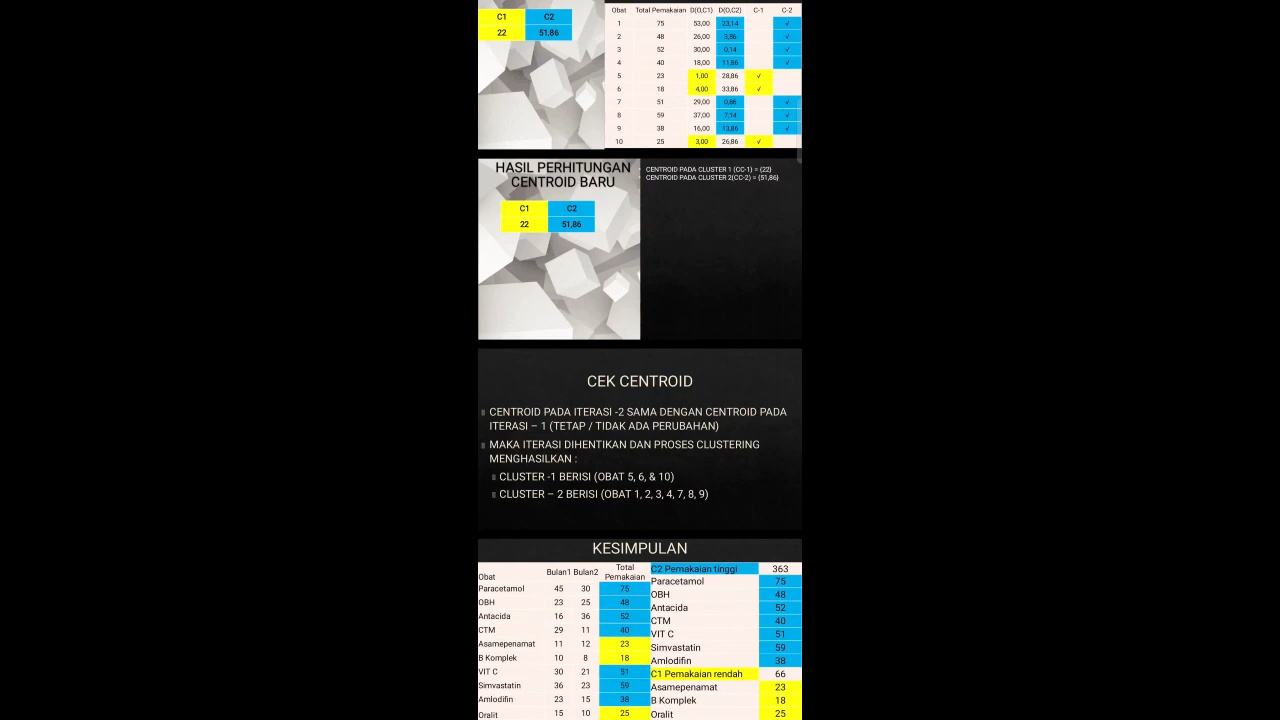 C1 C2
22 51,86
Obat Total Pemakaian D(O,C1) D(O,C2) C-1 C-2
1 75 53,00 23,14 √
2 48 26,00 3,86 √
3 52 30,00 0,14 √
4 40 18,00 11,86 √
5 23 1,00 28,86 √
6 18 4,00 33,86 √
7 51 29,00 0,86 √
8 59 37,00 7,14 √
9 38 16,00 13,86 √
10 25 3,00 26,86 √
HASIL PERHITUNGAN
CENTROID BARU
C1 C2
22 51,86
CENTROID PADA CLUSTER 1 (CC-1) = {22}
CENTROID PADA CLUSTER 2(CC-2) = {51,86}
CEK CENTROID
CENTROID PADA ITERASI -2 SAMA DENGAN CENTROID PADA
ITERASI – 1 (TETAP / TIDAK ADA PERUBAHAN)
MAKA ITERASI DIHENTIKAN DAN PROSES CLUSTERING
MENGHASILKAN :
CLUSTER -1 BERISI (OBAT 5, 6, & 10)
CLUSTER – 2 BERISI (OBAT 1, 2, 3, 4, 7, 8, 9)
KESIMPULAN
Obat Bulan1 Bulan2 Total Pemakaian
Paracetamol 45 30 75
OBH 23 25 48
Antacida 16 36 52
CTM 29 11 40
Asamepenamat 11 12 23
B Komplek 10 8 18
VIT C 30 21 51
Simvastatin 36 23 59
Amlodifin 23 15 38
Oralit 15 10 25
C2 Pemakaian tinggi 363
Paracetamol 75
OBH 48
Antacida 52
CTM 40
VIT C 51
Simvastatin 59
Amlodifin 38
C1 Pemakaian rendah 66
Asamepenamat 23
B Komplek 18
Oralit 25